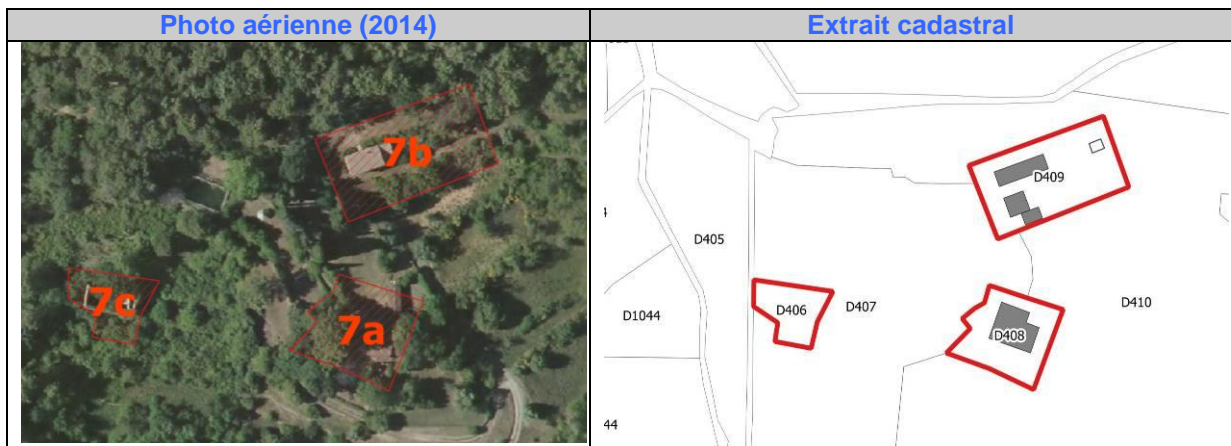 Photo aérienne (2014)
Extrait cadastral
7b
7c
7a
D409
D405
D406
D407
D410
D1044
D408
44